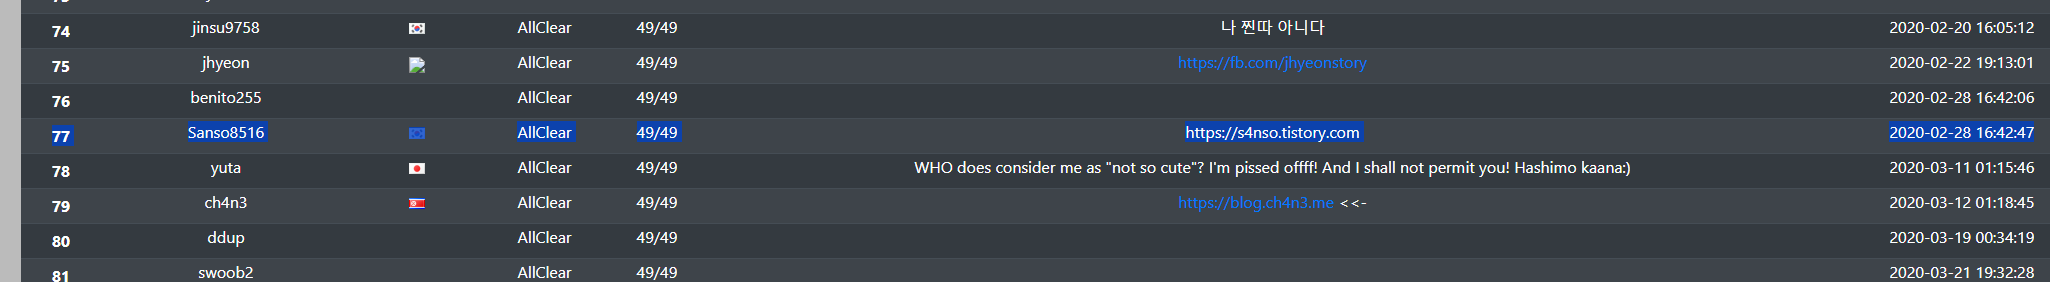 74 jinsu9758 AllClear 49/49 나 찐따 아니다 2020-02-20 16:05:12
75 jhyeon AllClear 49/49 https://fb.com/jhyeonstory 2020-02-22 19:13:01
76 benito255 AllClear 49/49 2020-02-28 16:42:06
77 Sanso8516 AllClear 49/49 https://s4nso.tistory.com 2020-02-28 16:42:47
78 yuta AllClear 49/49 WHO does consider me as "not so cute"? I'm pissed offff! And I shall not permit you! Hashimo kaana:) 2020-03-11 01:15:46
79 ch4n3 AllClear 49/49 https://blog.ch4n3.me <<- 2020-03-12 01:18:45
80 ddup AllClear 49/49 2020-03-19 00:34:19
81 swoob2 AllClear 49/49 2020-03-21 19:32:28